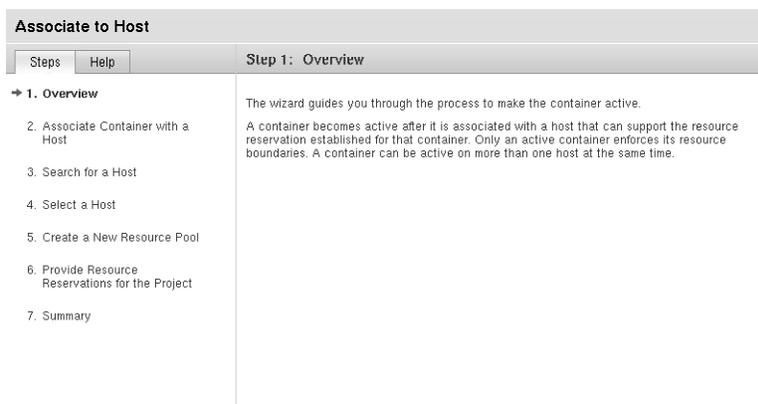 Associate to Host
Steps
Help
Step 1: Overview
1. Overview
2. Associate Container with a
Host
3. Search for a Host
4. Select a Host
5. Create a New Resource Pool
6. Provide Resource
Reservations for the Project
7. Summary
The wizard guides you through the process to make the container active.
A container becomes active after it is associated with a host that can support the resource
reservation established for that container. Only an active container enforces its resource
boundaries. A container can be active on more than one host at the same time.